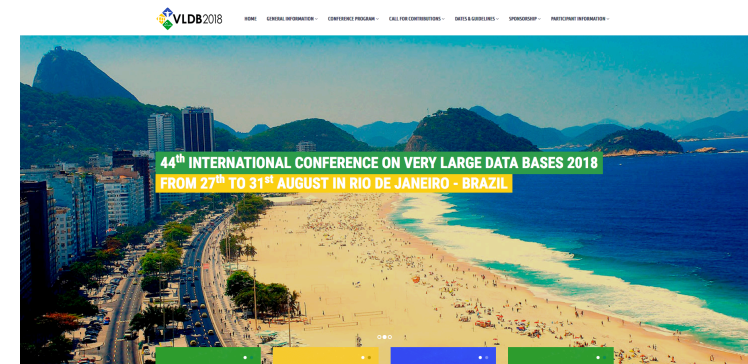 VLDB2018
HOME GENERAL INFORMATION CONFERENCE PROGRAM CALL FOR CONTRIBUTIONS DATES & GUIDELINES SPONSORSHIP PARTICIPANT INFORMATION
44th INTERNATIONAL CONFERENCE ON VERY LARGE DATA BASES 2018
FROM 27th TO 31st AUGUST IN RIO DE JANEIRO - BRAZIL